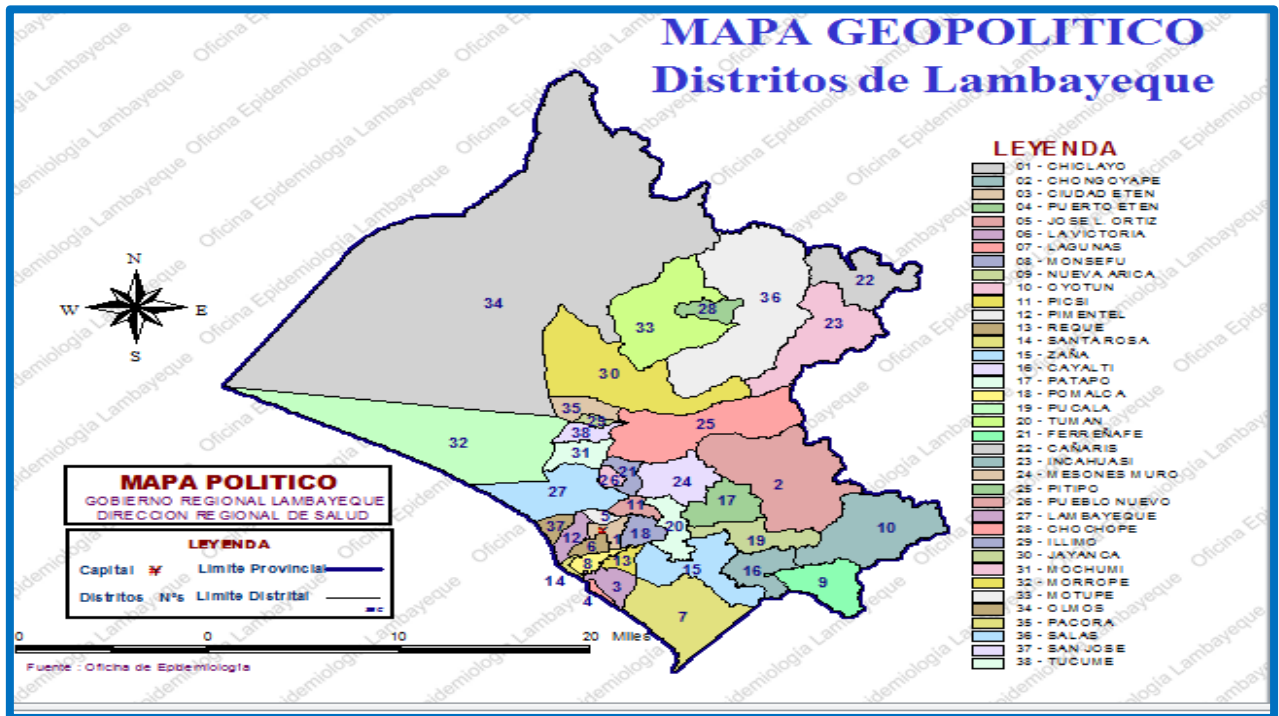 MAPA GEOPOLITICO
Distritos de Lambayeque
LEYENDA
01 - CHICLAYO
02 - CHONGOYAPE
03 - CIUDAD ETEN
04 - PUERTO ETEN
05 - JOSE L. ORTIZ
06 - LA VICTORIA
07 - LAGUNAS
08 - MONSEFU
09 - NUEVA ARICA
10 - OYOTUN
11 - PICSI
12 - PIMENTEL
13 - REQUE
14 - SANTA ROSA
15 - ZAÑA
16 - CAYALTI
17 - PATAPO
18 - POMALCA
19 - PUCALA
20 - TUMAN
21 - FERREÑAFE
22 - CAÑARIS
23 - INCAHUASI
24 - MESONES MURO
25 - PITIPO
26 - PUEBLO NUEVO
27 - LAMBAYEQUE
28 - CHOCHOPE
29 - ILLIMO
30 - JAYANCA
31 - MOCHUMI
32 - MORROPE
33 - MOTUPE
34 - OLMOS
35 - PACORA
36 - SALAS
37 - SAN JOSE
38 - TUCUME
N
W E
S
34
36
22
28
33
23
30
35
29
25
38
32
31
21
26
24
2
27
17
11
5
37
20
10
12
1
18
19
6
8
13
15
16
14
3
9
4
7
MAPA POLITICO
GOBIERNO REGIONAL LAMBAYEQUE
DIRECCION REGIONAL DE SALUD
LEYENDA
Capital Limite Provincial
Distritos Nºs Limite Distrital
0 0 10 20 Miles
Fuente : Oficina de Epidemiología
Oficina Epidemiología Lambayeque